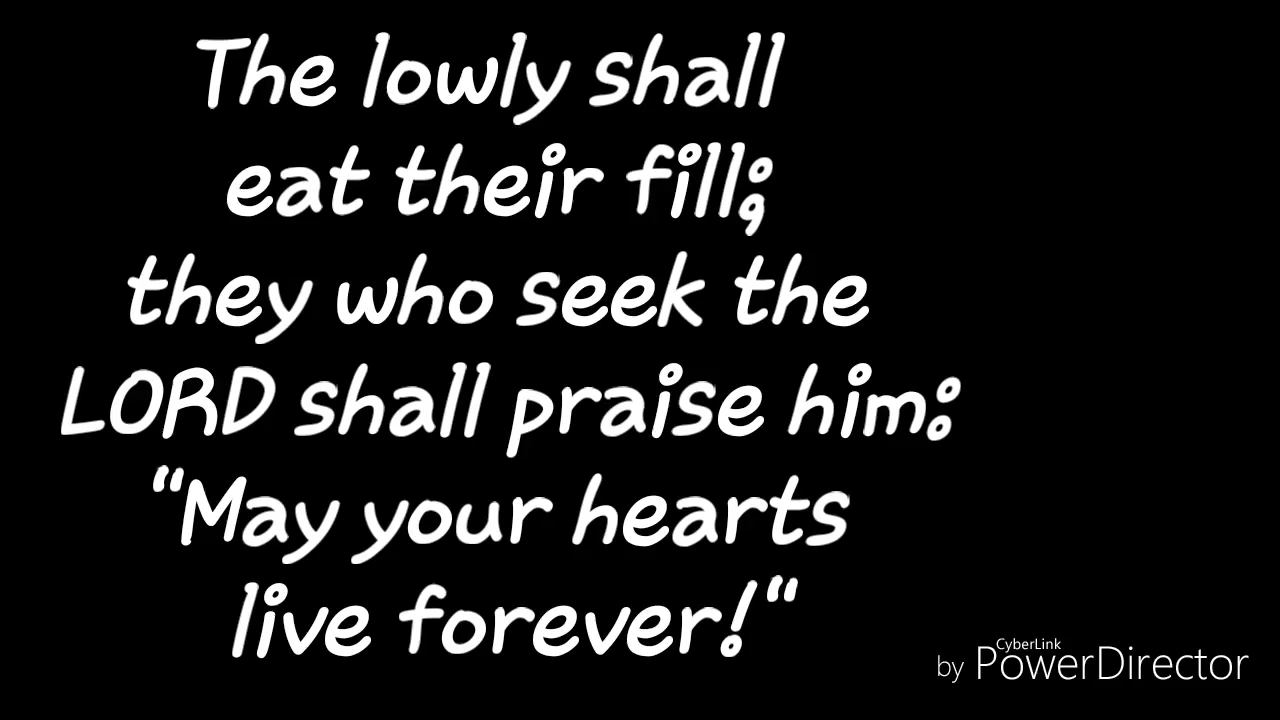 The lowly shall
eat their fill;
they who seek the
LORD shall praise him:
“May your hearts
live forever!“
by CyberLink PowerDirector